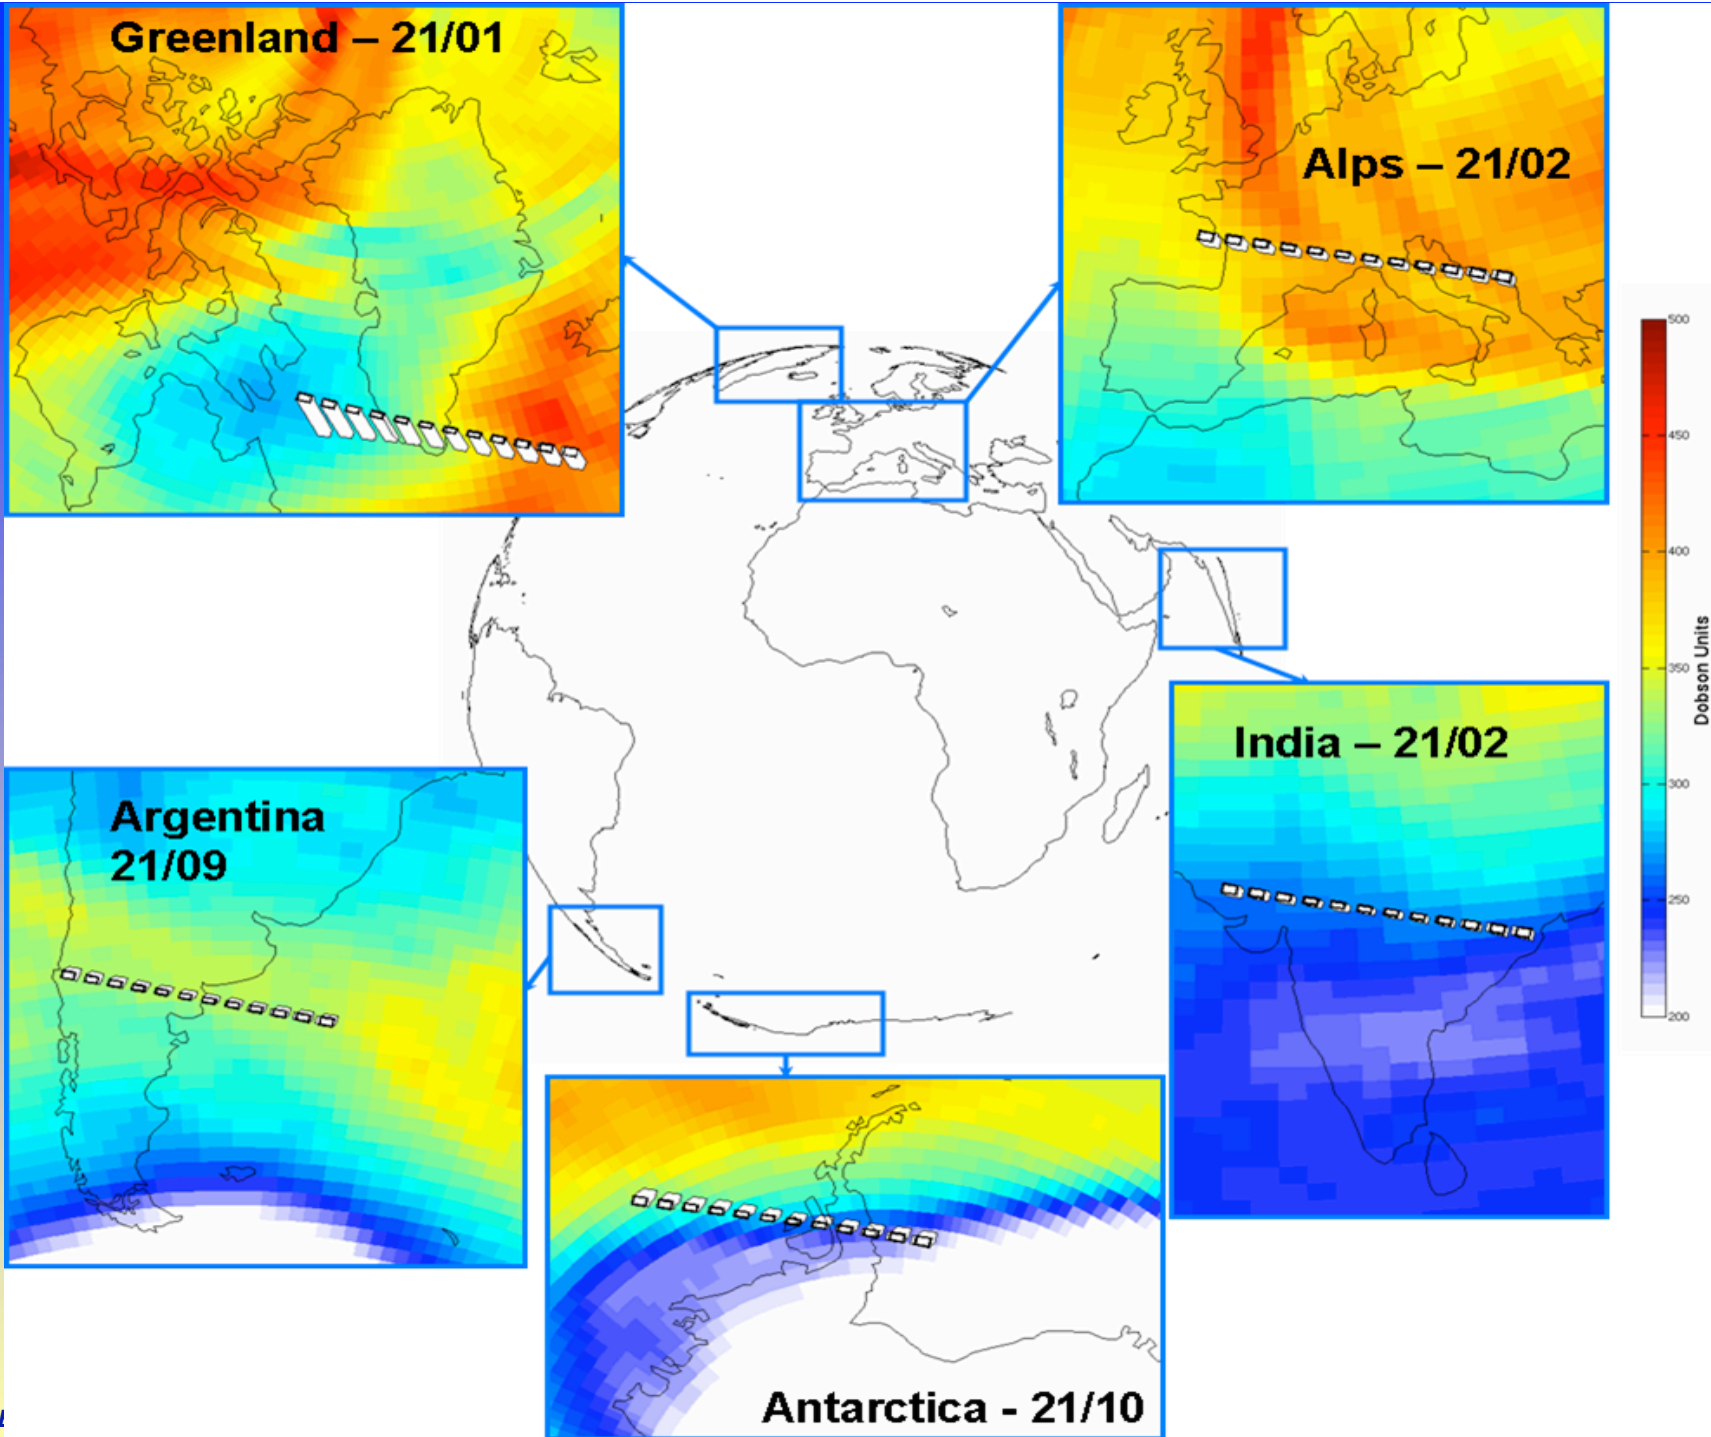 Greenland – 21/01
Alps – 21/02
500
450
400
350
300
250
200
Dobson Units
India – 21/02
Argentina
21/09
Antarctica - 21/10